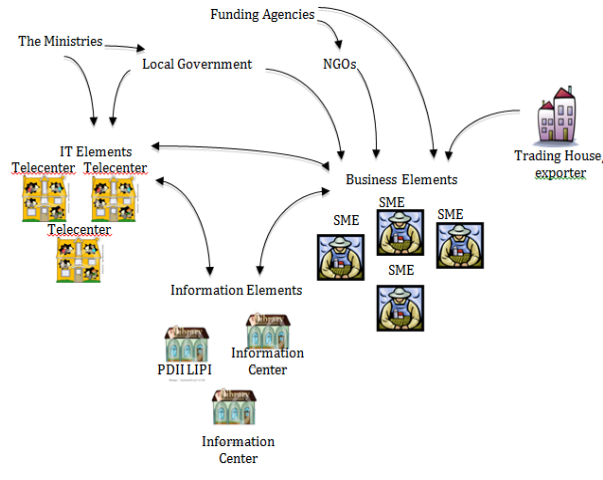 Funding Agencies
The Ministries
Local Government
NGOs
IT Elements
Telecenter Telecenter
Telecenter
Trading House,
exporter
Business Elements
SME
SME
SME
SME
Information Elements
PDII LIPI
Information
Center
Information
Center